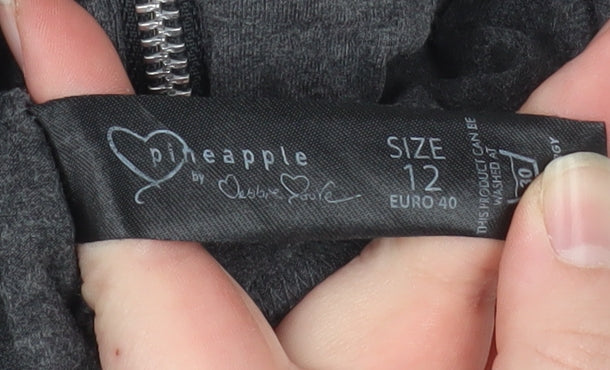 pineapple
by Debbie Moore
SIZE
12
EURO 40
THIS PRODUCT CAN BE
WASHED AT
30